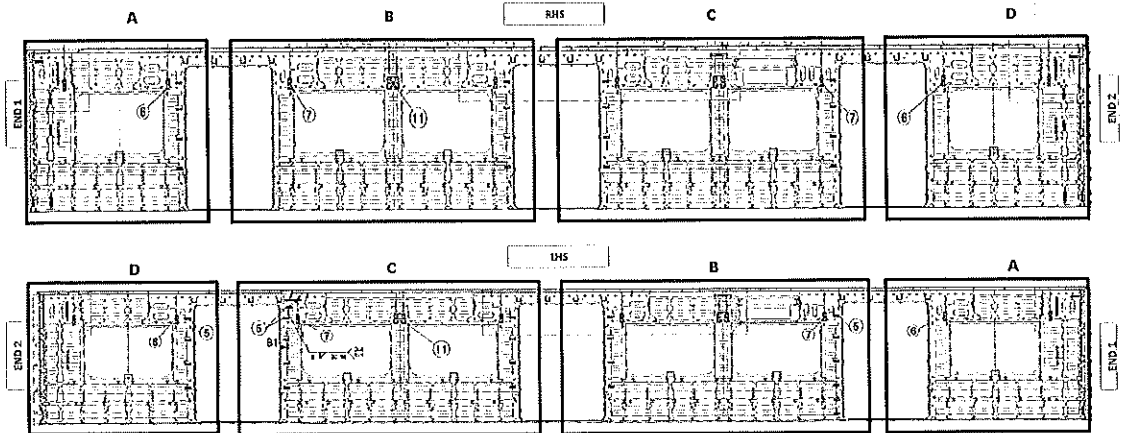 A B RHS C D
END 1 END 2
6 7 11 7 6
D C LHS B A
END 2 END 1
6 5 6 7 11 7 5 6
B1